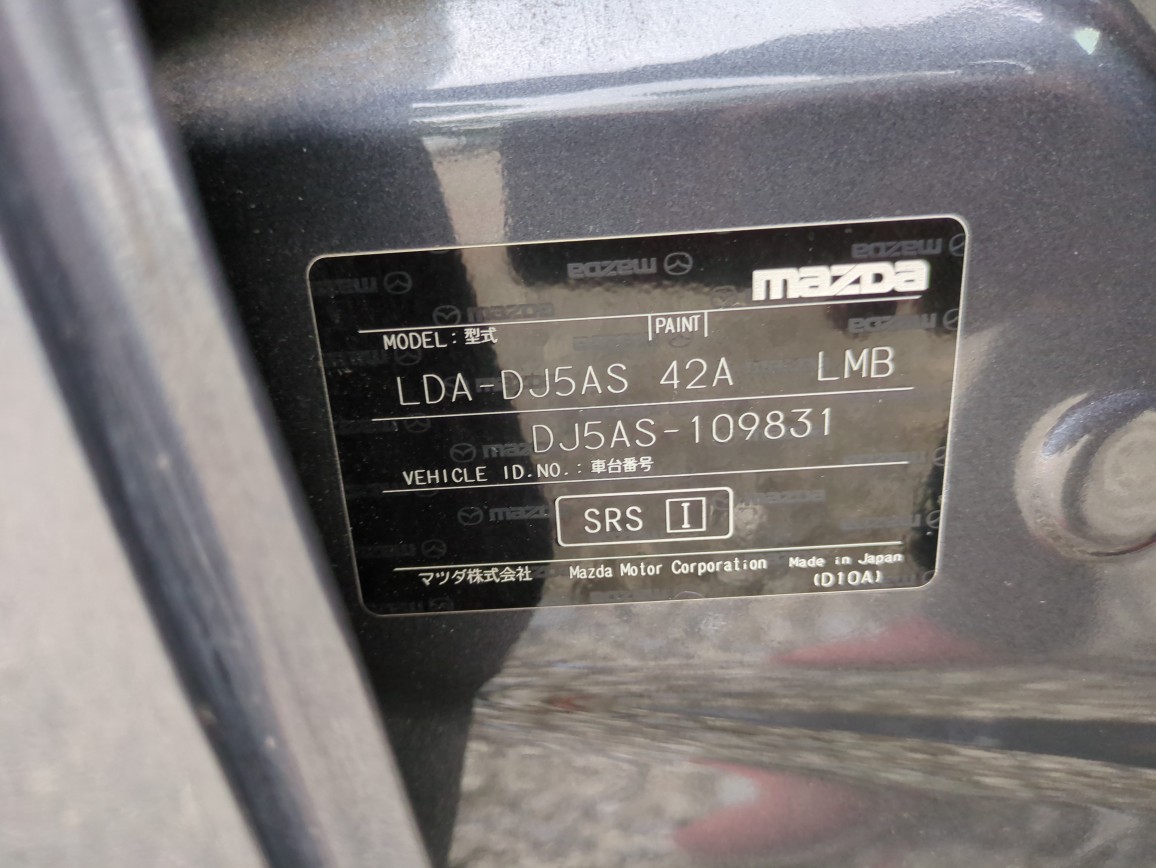 mazda
MODEL : 型式 PAINT
LDA-DJ5AS 42A LMB
DJ5AS-109831
VEHICLE ID.NO. : 車台番号
SRS I
マツダ株式会社 Mazda Motor Corporation Made in Japan
(D10A)